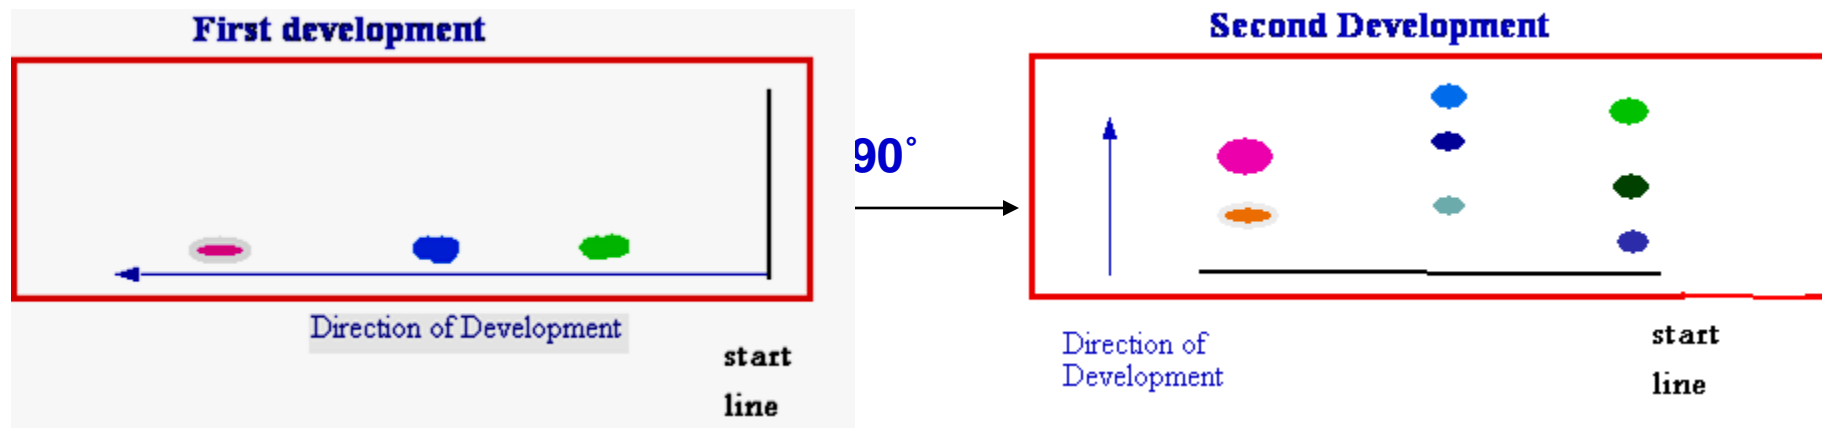 First development
Direction of Development
start
line
90°
Second Development
Direction of
Development
start
line